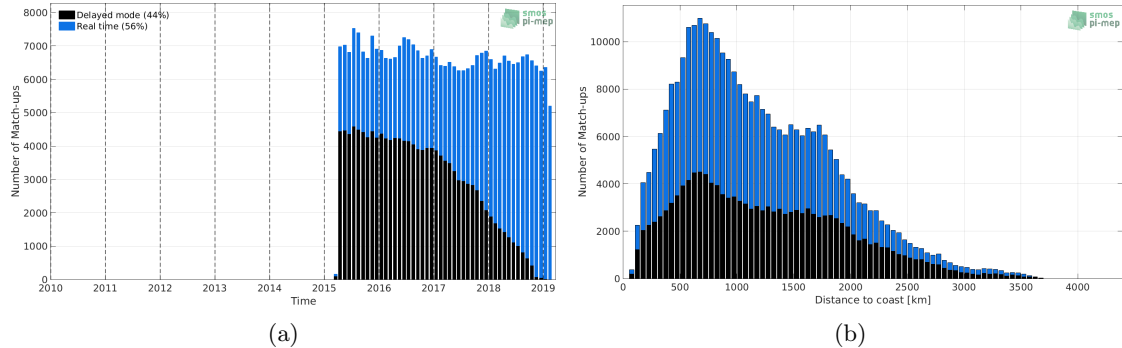 Delayed mode (44%)
Real time (56%)
smos
pi-mep
8000
7000
6000
5000
4000
3000
2000
1000
0
Number of Match-ups
2010 2011 2012 2013 2014 2015 2016 2017 2018 2019
Time
(a)
smos
pi-mep
10000
8000
6000
4000
2000
0
Number of Match-ups
0 500 1000 1500 2000 2500 3000 3500 4000
Distance to coast [km]
(b)